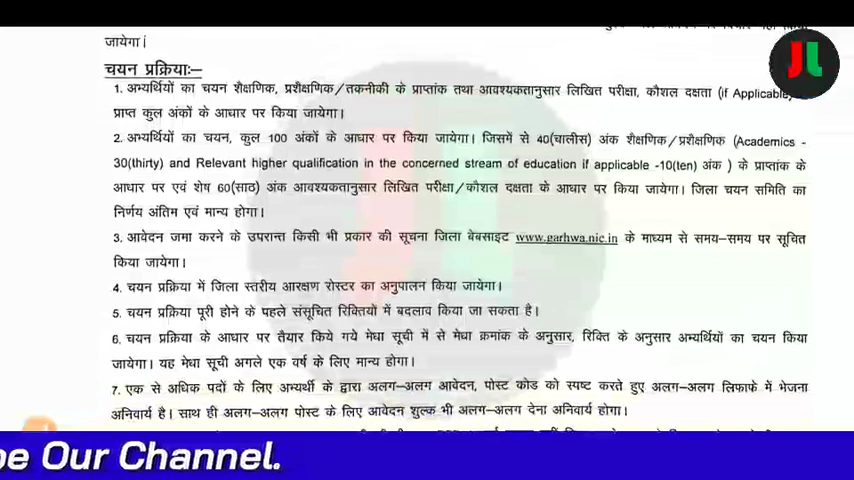 जायेगा।
चयन प्रक्रियाः–
1. अभ्यर्थियों का चयन शैक्षणिक, प्रशैक्षणिक/तकनीकी के प्राप्तांक तथा आवश्यकतानुसार लिखित परीक्षा, कौशल दक्षता (if Applicable)
प्राप्त कुल अंकों के आधार पर किया जायेगा।
2. अभ्यर्थियों का चयन, कुल 100 अंकों के आधार पर किया जायेगा। जिसमें से 40(चालीस) अंक शैक्षणिक/प्रशैक्षणिक (Academics -
30(thirty) and Relevant higher qualification in the concerned stream of education if applicable -10(ten) अंक ) के प्राप्तांक के
आधार पर एवं शेष 60(साठ) अंक आवश्यकतानुसार लिखित परीक्षा/कौशल दक्षता के आधार पर किया जायेगा। जिला चयन समिति का
निर्णय अंतिम एवं मान्य होगा।
3. आवेदन जमा करने के उपरान्त किसी भी प्रकार की सूचना जिला बेबसाइट www.garhwa.nic.in के माध्यम से समय–समय पर सूचित
किया जायेगा।
4. चयन प्रक्रिया में जिला स्तरीय आरक्षण रोस्टर का अनुपालन किया जायेगा।
5. चयन प्रक्रिया पूरी होने के पहले संसूचित रिक्तियों में बदलाव किया जा सकता है।
6. चयन प्रक्रिया के आधार पर तैयार किये गये मेधा सूची में से मेधा क्रमांक के अनुसार, रिक्ति के अनुसार अभ्यर्थियों का चयन किया
जायेगा। यह मेधा सूची अगले एक वर्ष के लिए मान्य होगा।
7. एक से अधिक पदों के लिए अभ्यर्थी के द्वारा अलग–अलग आवेदन, पोस्ट कोड को स्पष्ट करते हुए अलग–अलग लिफाफे में भेजना
अनिवार्य है। साथ ही अलग–अलग पोस्ट के लिए आवेदन शुल्क भी अलग–अलग देना अनिवार्य होगा।
be Our Channel.